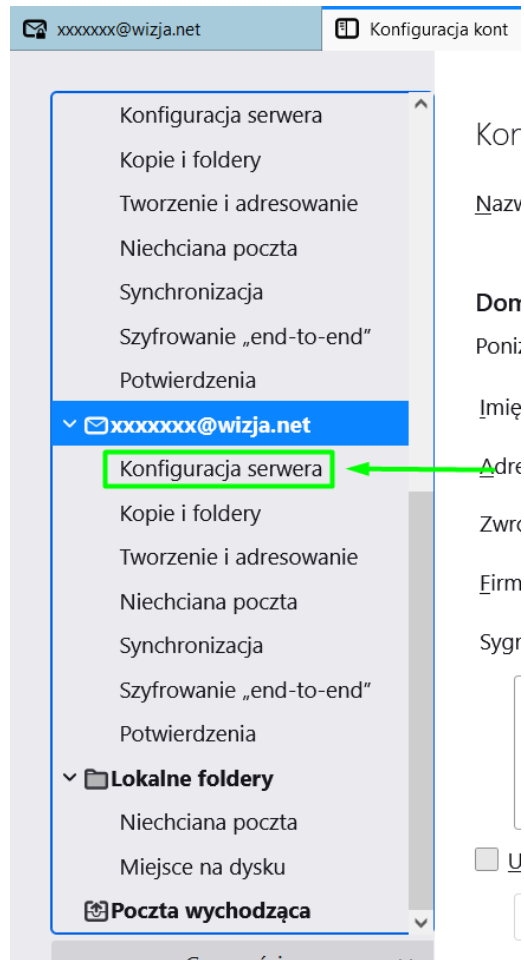 xxxxxxx@wizja.net
Konfiguracja kont
Konfiguracja serwera
Kopie i foldery
Tworzenie i adresowanie
Niechciana poczta
Synchronizacja
Szyfrowanie „end-to-end”
Potwierdzenia
xxxxxxx@wizja.net
Konfiguracja serwera
Kopie i foldery
Tworzenie i adresowanie
Niechciana poczta
Synchronizacja
Szyfrowanie „end-to-end”
Potwierdzenia
Lokalne foldery
Niechciana poczta
Miejsce na dysku
Poczta wychodząca